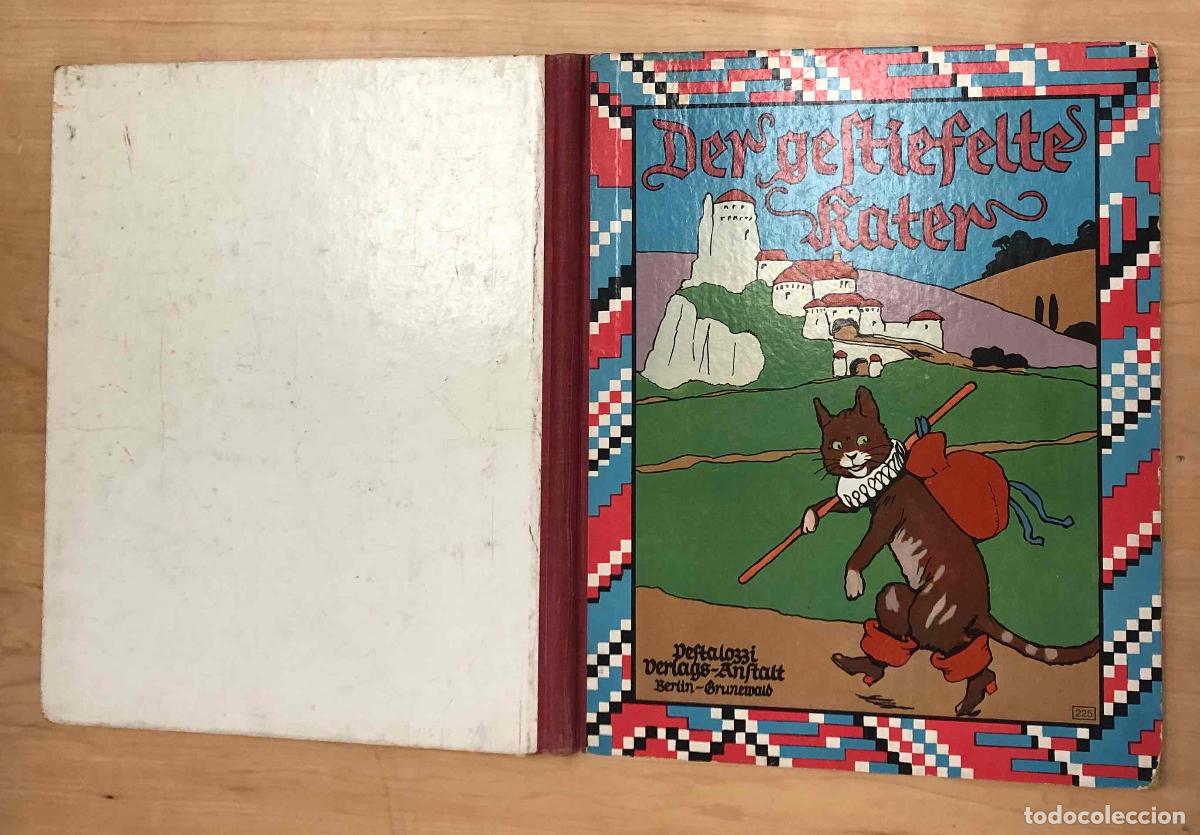 Der gestiefelte
Kater
Pestalozzi
Verlags-Anstalt
Berlin-Grunewald
225
todocoleccion